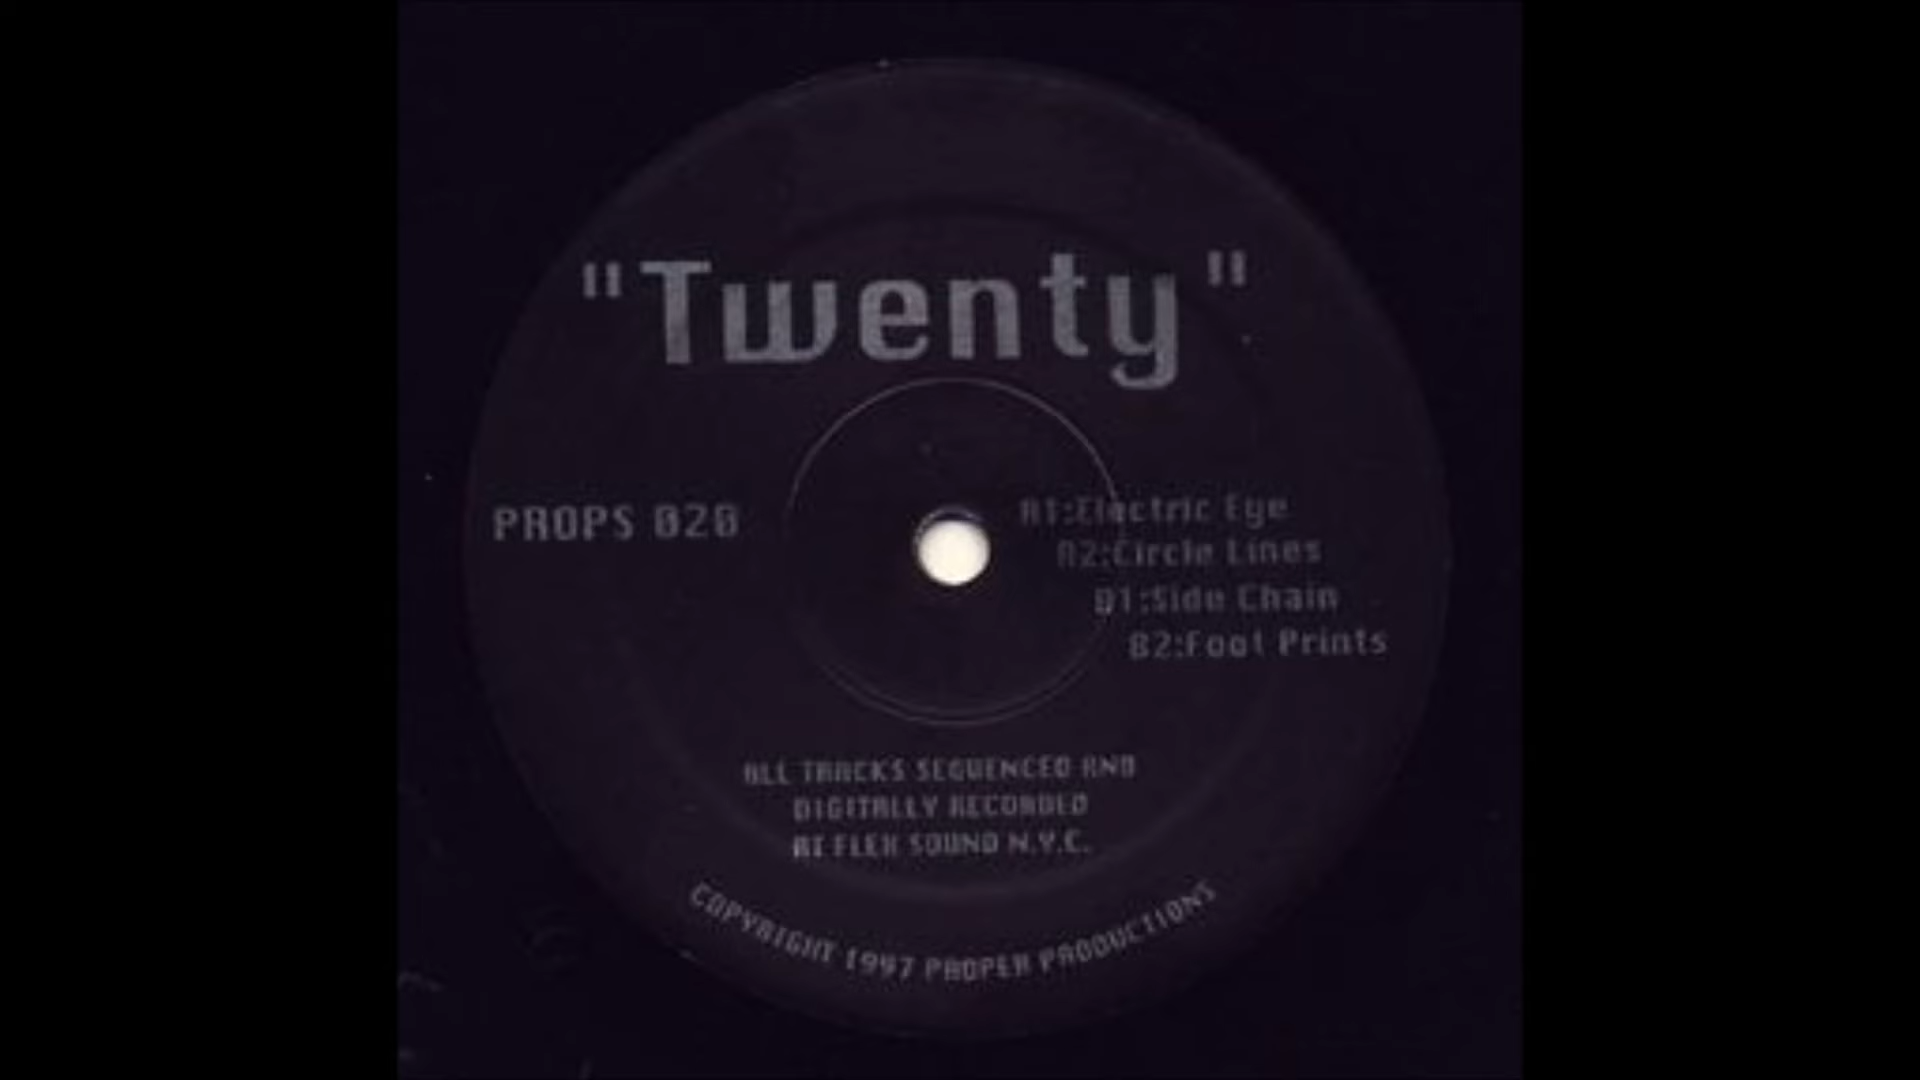 "Twenty"
PROPS 020
A1:Electric Eye
A2:Circle Lines
B1:Side Chain
B2:Foot Prints
ALL TRACKS SEQUENCED AND
DIGITALLY RECORDED
AT FLEX SOUND N.Y.C.
COPYRIGHT 1997 PROPER PRODUCTIONS